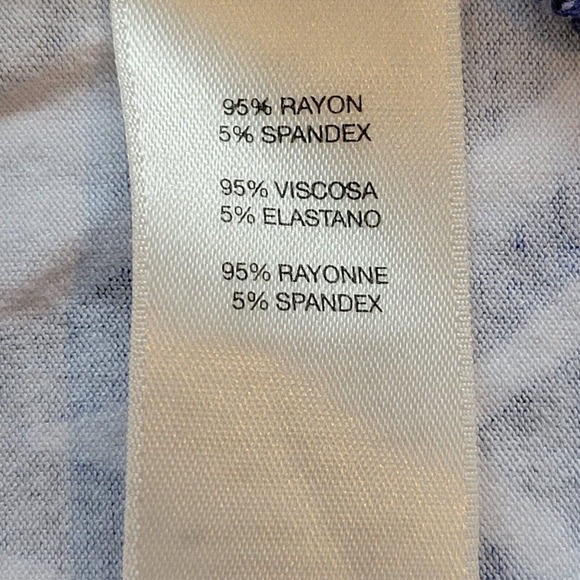 95% RAYON
5% SPANDEX
95% VISCOSA
5% ELASTANO
95% RAYONNE
5% SPANDEX